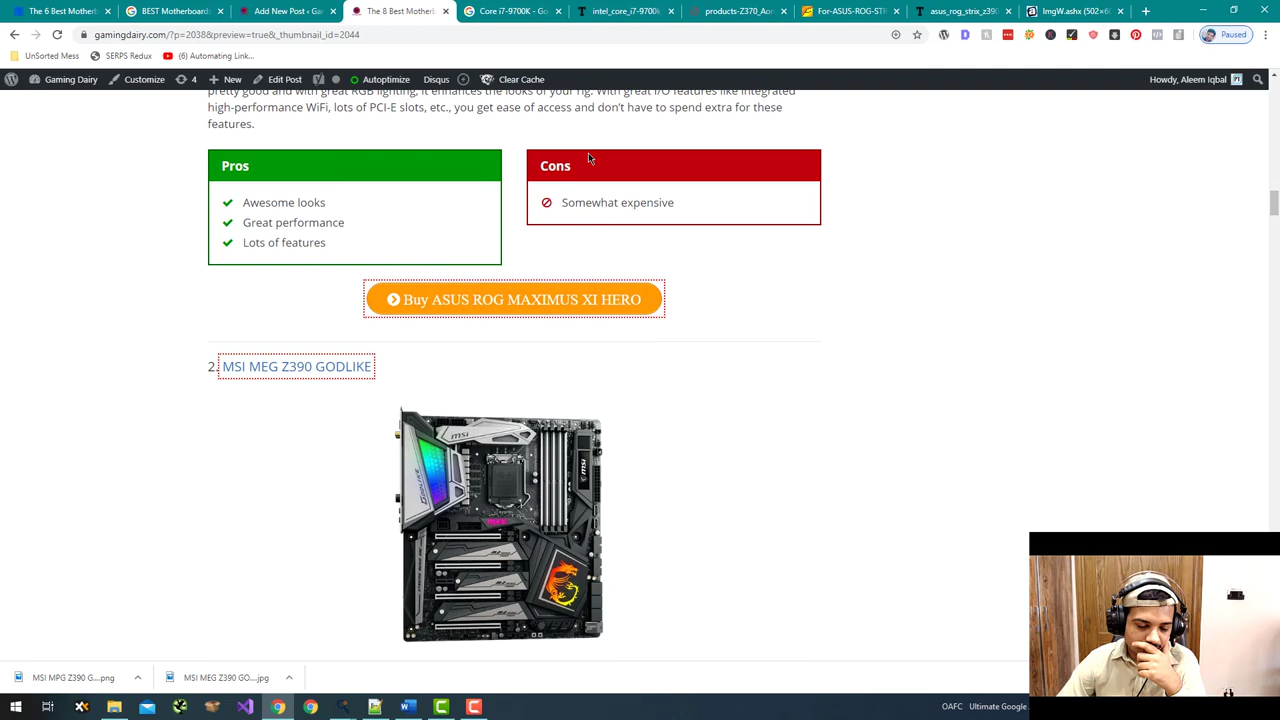 The 6 Best Motherb
BEST Motherboards
Add New Post ‹ Ga
The 8 Best Motherb
Core i7-9700K - Go
intel_core_i7-9700k
products-Z370_Aor
For-ASUS-ROG-STR
asus_rog_strix_z390
ImgW.ashx (502×60
gamingdairy.com/?p=2038&preview=true&_thumbnail_id=2044
Paused
UnSorted Mess
SERPS Redux
(6) Automating Link...
Gaming Dairy
Customize
4
New
Edit Post
Autoptimize
Disqus
Clear Cache
Howdy, Aleem Iqbal
pretty good and with great RGB lighting, it enhances the looks of your rig. With great I/O features like integrated
high-performance WiFi, lots of PCI-E slots, etc., you get ease of access and don't have to spend extra for these
features.
Pros
Awesome looks
Great performance
Lots of features
Cons
Somewhat expensive
Buy ASUS ROG MAXIMUS XI HERO
2. MSI MEG Z390 GODLIKE
msi
GODLIKE
MSI MPG Z390 G....png
MSI MEG Z390 GO....jpg
OAFC
Ultimate Google